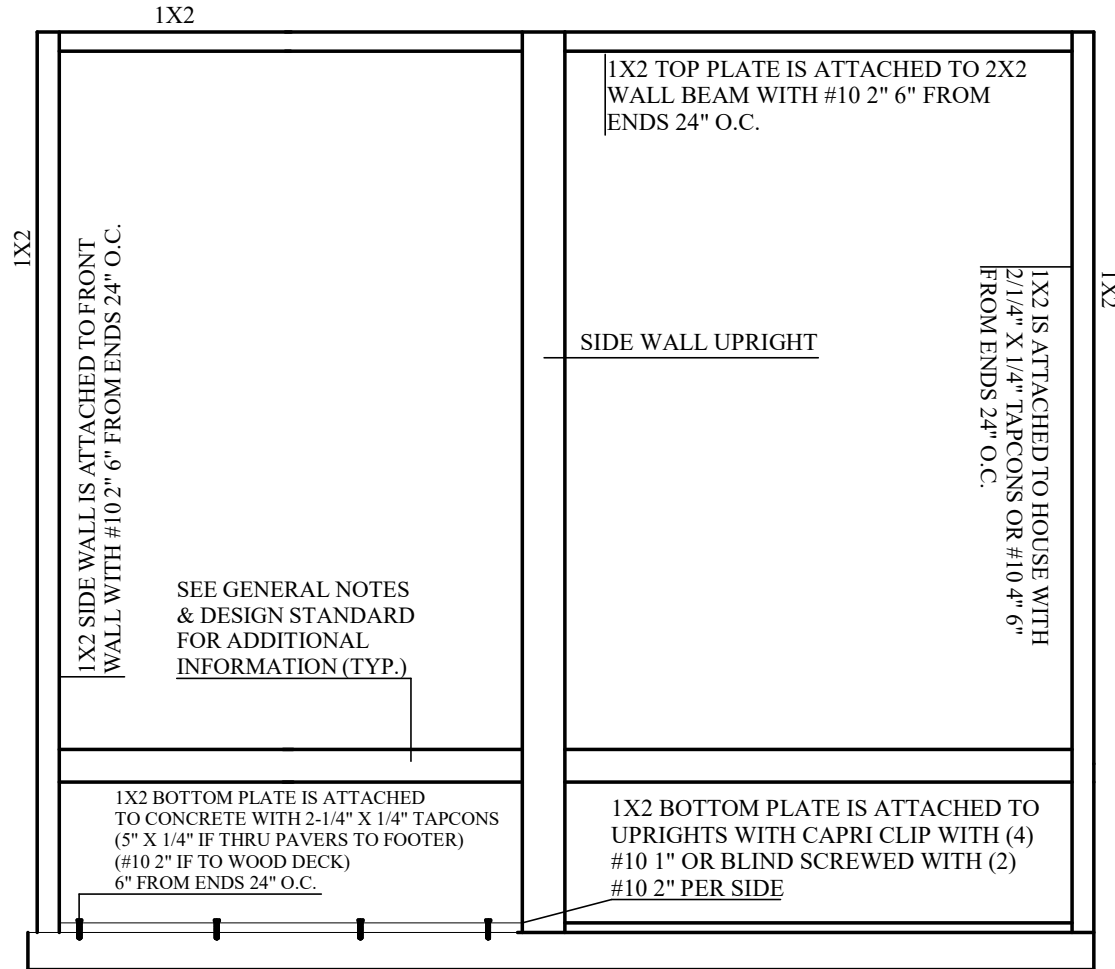 1X2
1X2 TOP PLATE IS ATTACHED TO 2X2
WALL BEAM WITH #10 2" 6" FROM
ENDS 24" O.C.
1X2
1X2 SIDE WALL IS ATTACHED TO FRONT
WALL WITH #10 2" 6" FROM ENDS 24" O.C.
SIDE WALL UPRIGHT
1X2 IS ATTACHED TO HOUSE WITH
2/1/4" X 1/4" TAPCONS OR #10 4" 6"
FROM ENDS 24" O.C.
1X2
SEE GENERAL NOTES
& DESIGN STANDARD
FOR ADDITIONAL
INFORMATION (TYP.)
1X2 BOTTOM PLATE IS ATTACHED
TO CONCRETE WITH 2-1/4" X 1/4" TAPCONS
(5" X 1/4" IF THRU PAVERS TO FOOTER)
(#10 2" IF TO WOOD DECK)
6" FROM ENDS 24" O.C.
1X2 BOTTOM PLATE IS ATTACHED TO
UPRIGHTS WITH CAPRI CLIP WITH (4)
#10 1" OR BLIND SCREWED WITH (2)
#10 2" PER SIDE